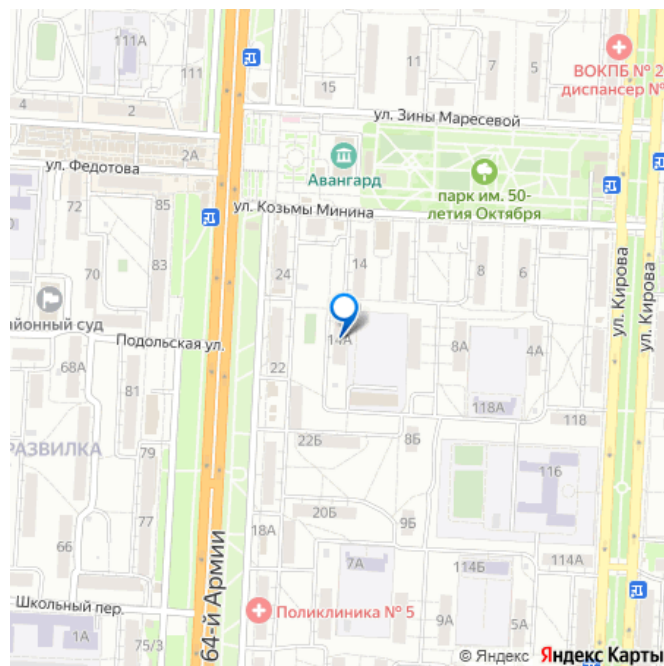 111А
11
7
5
ВОКПБ № 2
диспансер №
111
15
4
2
ул. Зины Маресевой
2А
ул. Федотова
Авангард
парк им. 50-
летия Октября
72
85
ул. Козьмы Минина
83
70
24
14
8
6
ул. Кирова
ул. Кирова
айонный суд
Подольская ул.
14А
8А
4А
68А
22
81
118А
118
РАЗВИЛКА
79
22Б
8Б
116
77
20Б
9Б
18А
66
64-й Армии
7А
114Б
114А
Школьный пер.
Поликлиника № 5
1А
75/3
9А
5А
© Яндекс Яндекс Карты